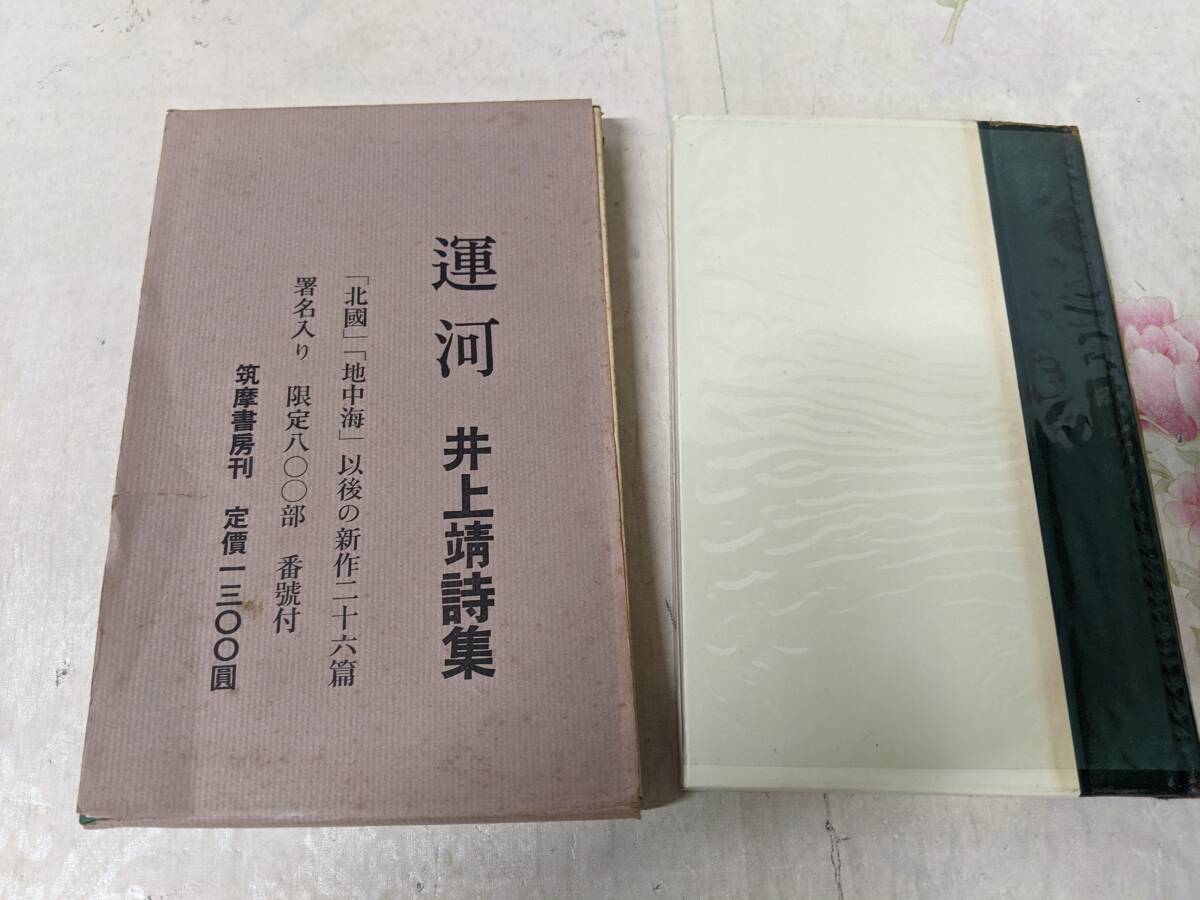 運河 井上靖詩集
「北國」「地中海」以後の新作二十六篇
署名入り 限定八〇〇部 番號付
筑摩書房刊 定價一三〇〇圓